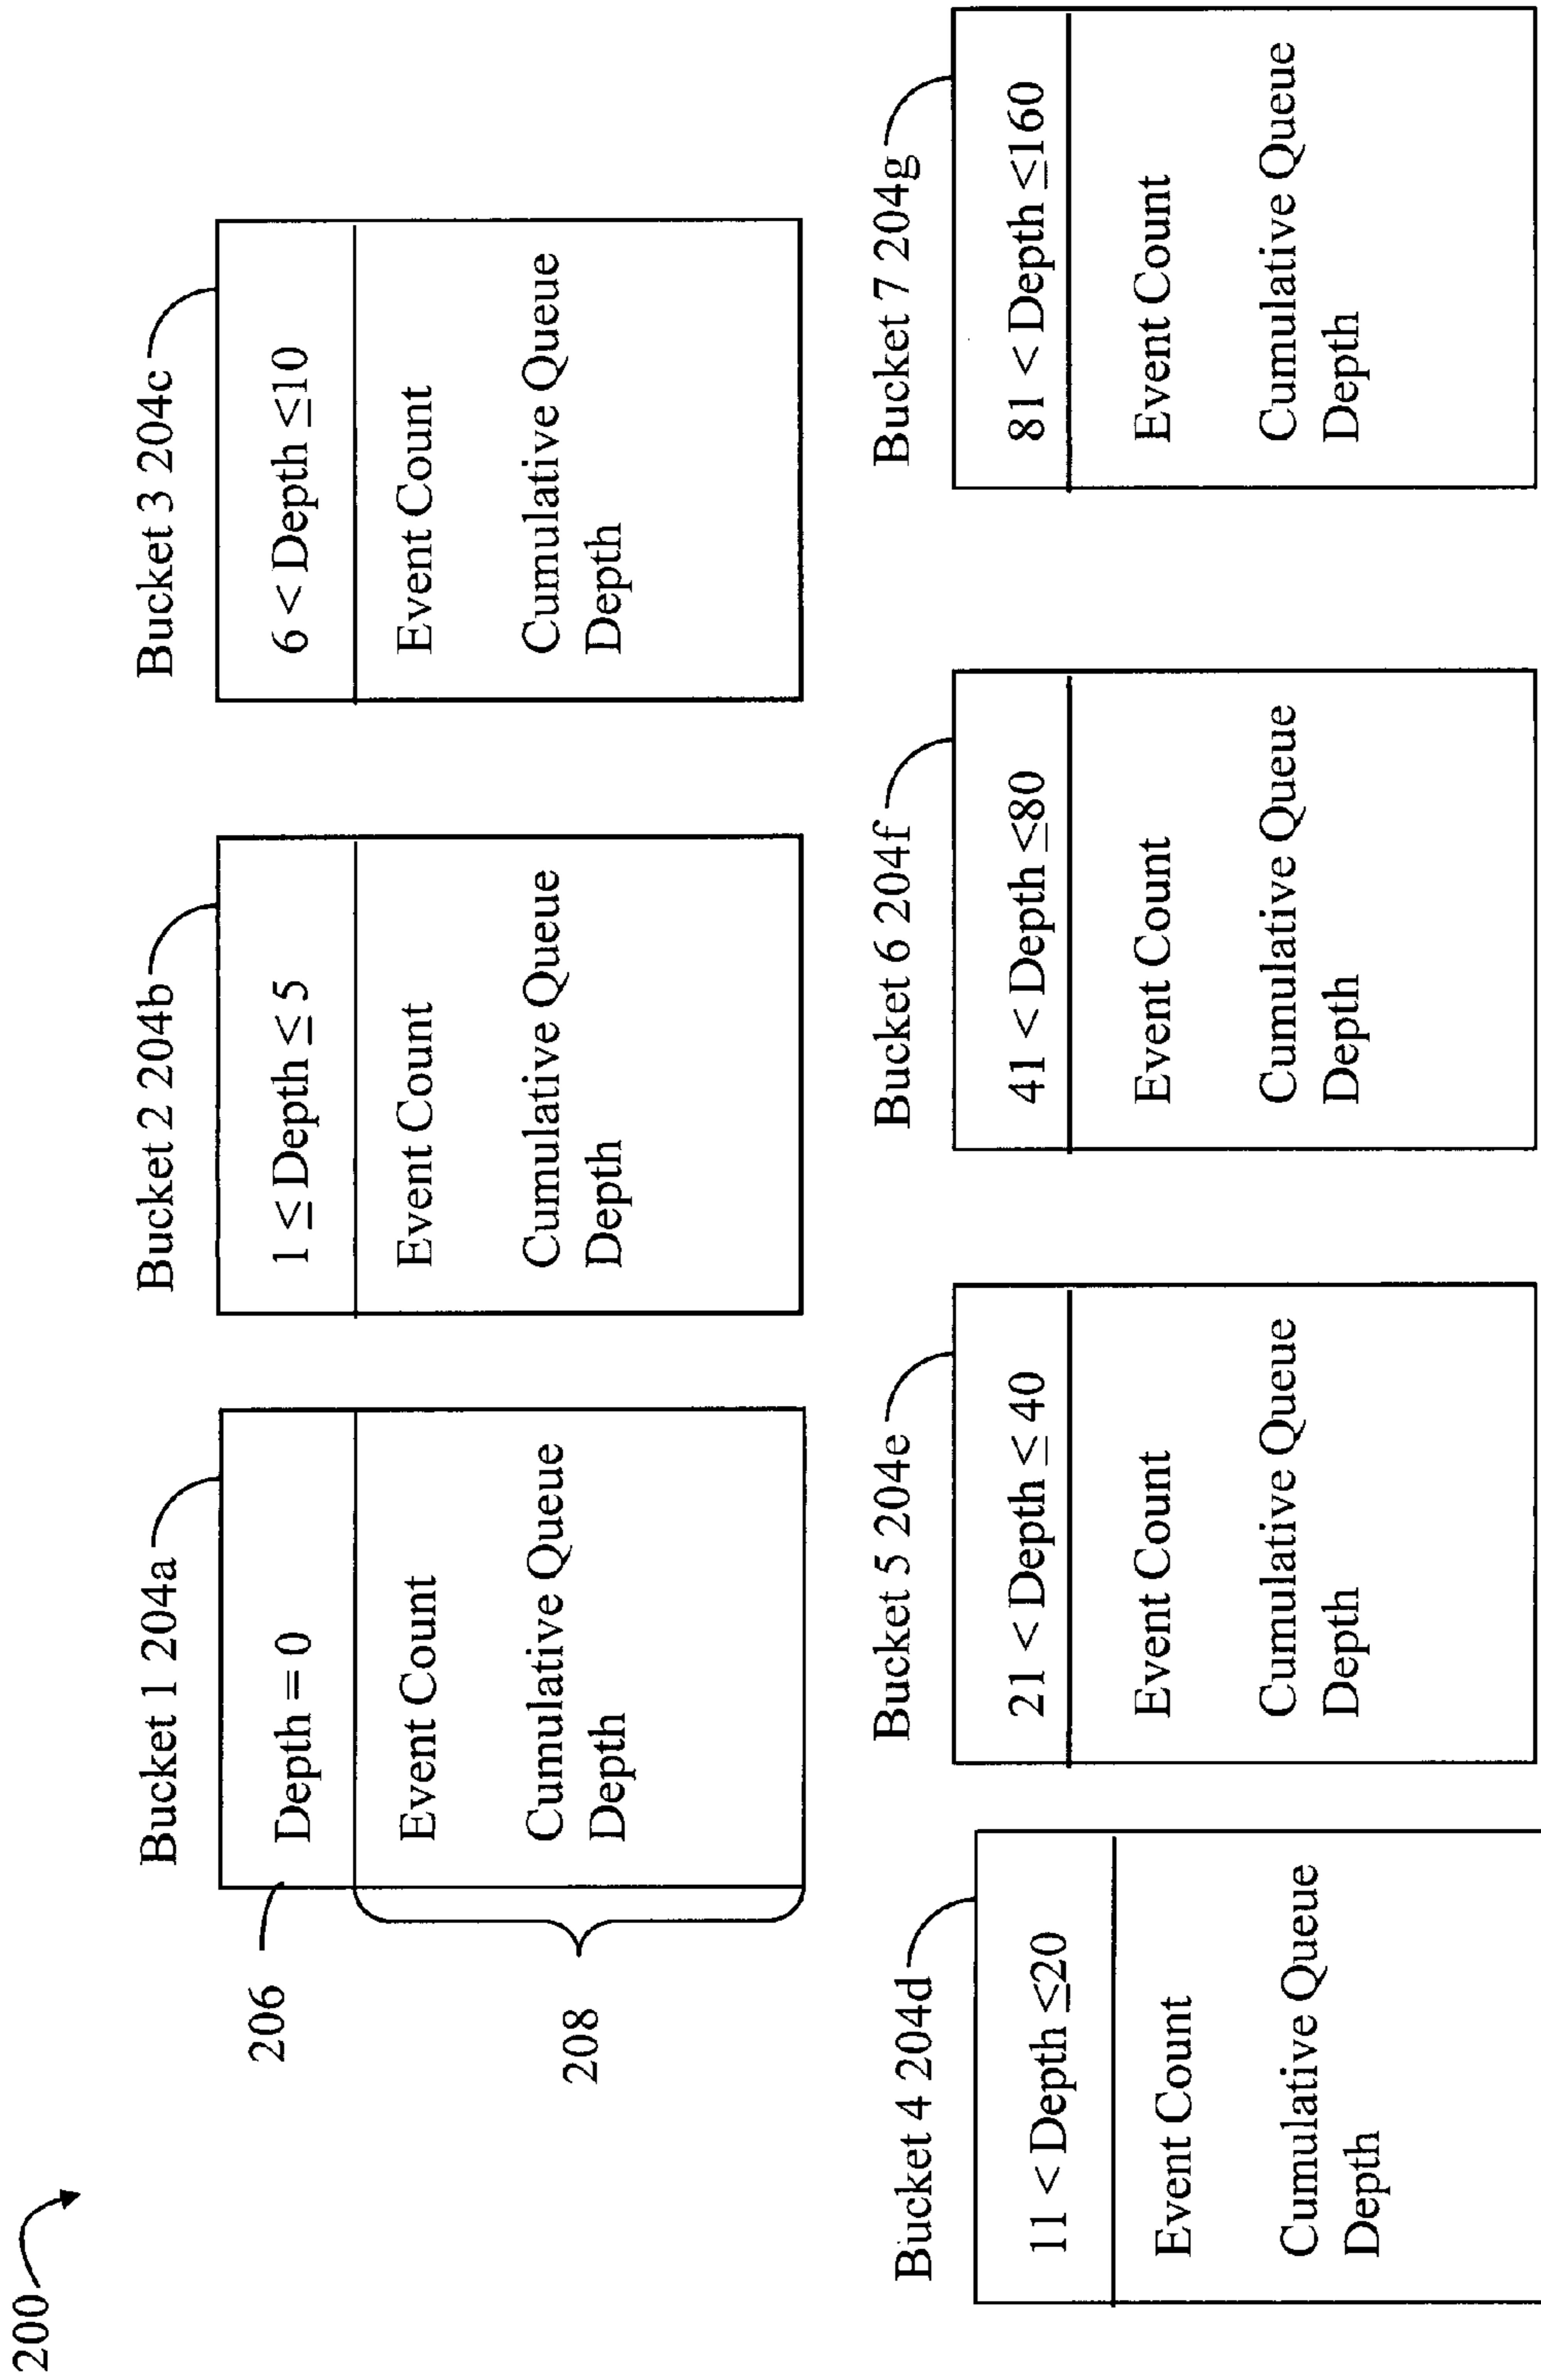 200
Bucket 1 204a
Depth = 0
Event Count
Cumulative Queue
Depth
206
208
Bucket 2 204b
1 ≤ Depth ≤ 5
Event Count
Cumulative Queue
Depth
Bucket 3 204c
6 < Depth ≤10
Event Count
Cumulative Queue
Depth
Bucket 4 204d
11 < Depth ≤20
Event Count
Cumulative Queue
Depth
Bucket 5 204e
21 < Depth ≤ 40
Event Count
Cumulative Queue
Depth
Bucket 6 204f
41 < Depth ≤80
Event Count
Cumulative Queue
Depth
Bucket 7 204g
81 < Depth ≤160
Event Count
Cumulative Queue
Depth